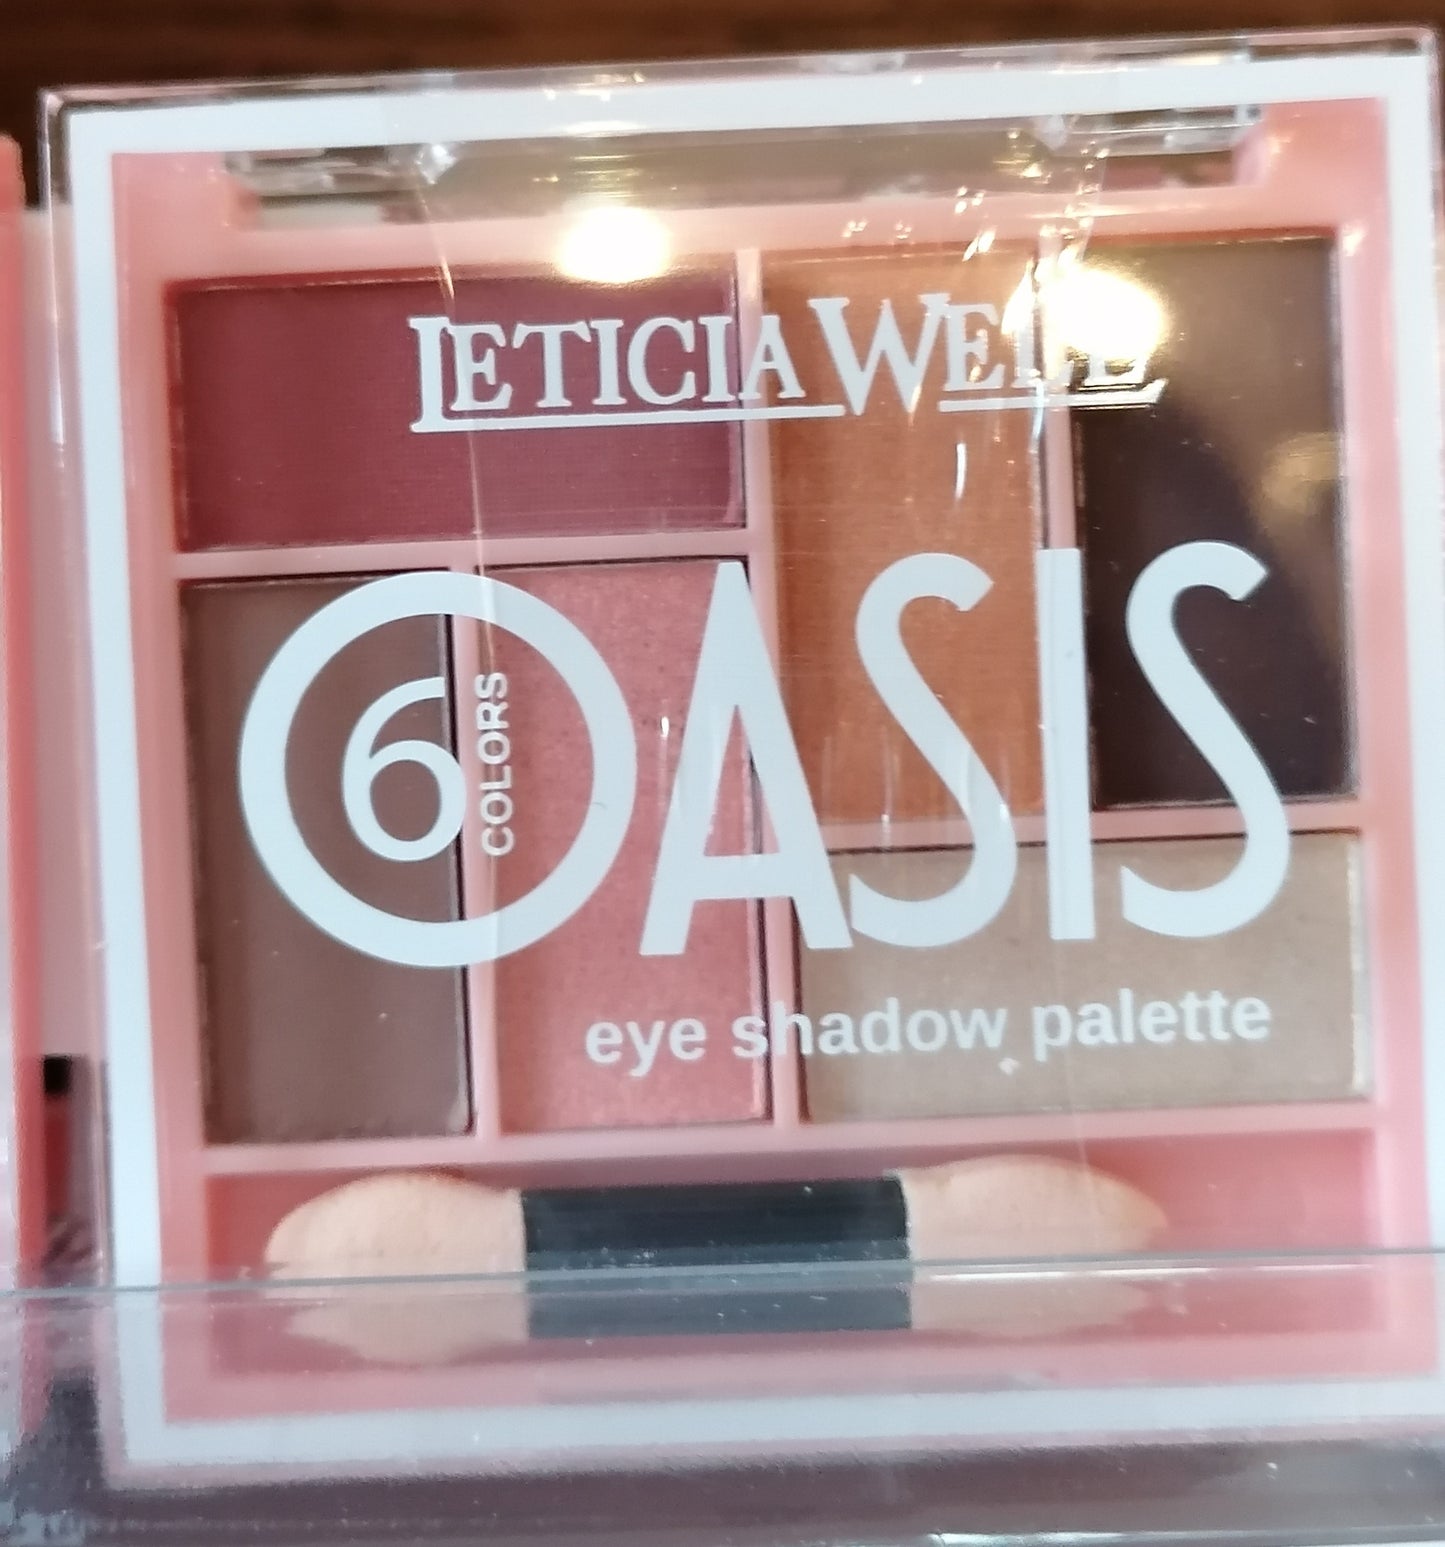 LETICIA WELL
OASIS
6
COLORS
eye shadow palette